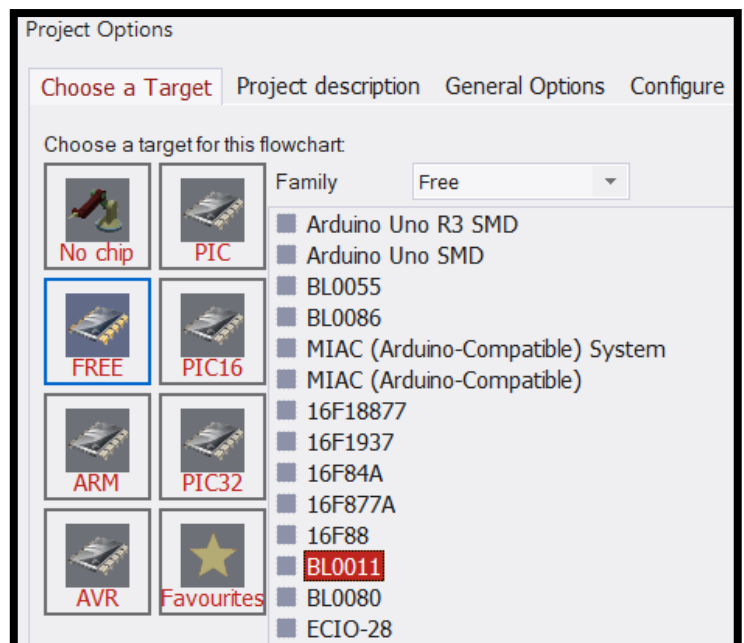 Project Options
Choose a Target Project description General Options Configure
Choose a target for this flowchart:
No chip
PIC
FREE
PIC16
ARM
PIC32
AVR
Favourites
Family Free
Arduino Uno R3 SMD
Arduino Uno SMD
BL0055
BL0086
MIAC (Arduino-Compatible) System
MIAC (Arduino-Compatible)
16F18877
16F1937
16F84A
16F877A
16F88
BL0011
BL0080
ECIO-28